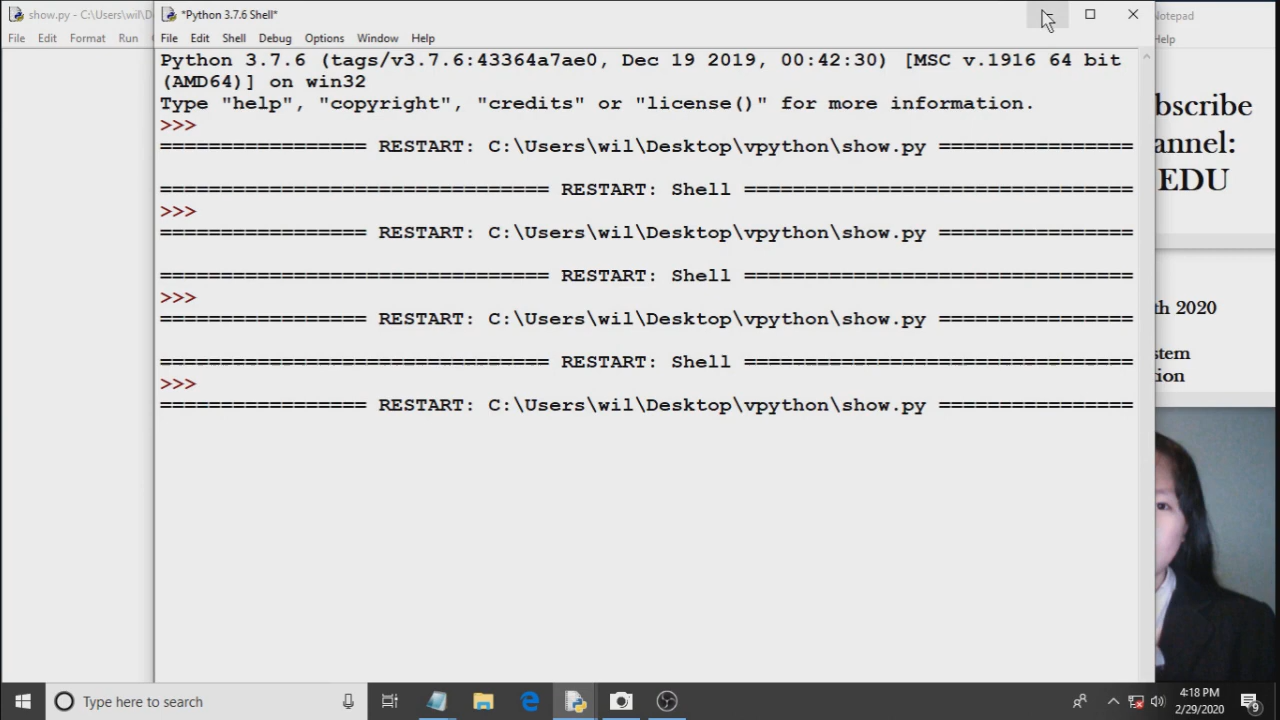 show.py - C:\Users\wil\D
File Edit Format Run
*Python 3.7.6 Shell*
File Edit Shell Debug Options Window Help
Python 3.7.6 (tags/v3.7.6:43364a7ae0, Dec 19 2019, 00:42:30) [MSC v.1916 64 bit
(AMD64)] on win32
Type "help", "copyright", "credits" or "license()" for more information.
>>>
================= RESTART: C:\Users\wil\Desktop\vpython\show.py =================
================================ RESTART: Shell ================================
>>>
================= RESTART: C:\Users\wil\Desktop\vpython\show.py =================
================================ RESTART: Shell ================================
>>>
================= RESTART: C:\Users\wil\Desktop\vpython\show.py =================
================================ RESTART: Shell ================================
>>>
================= RESTART: C:\Users\wil\Desktop\vpython\show.py =================
Notepad
Help
bscribe
annel:
EDU
th 2020
stem
tion
Type here to search
4:18 PM
2/29/2020
9